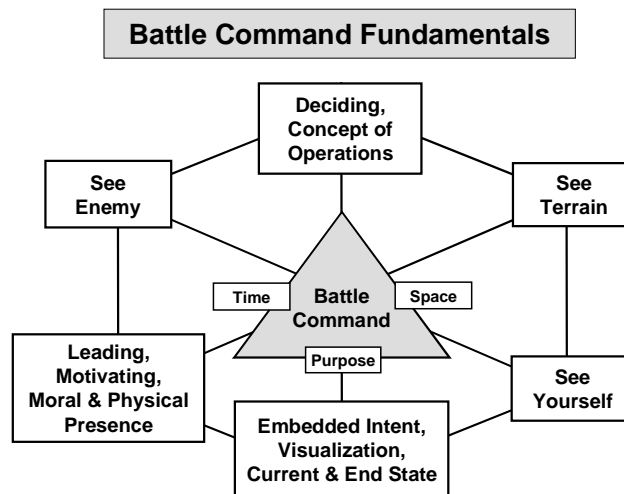 Battle Command Fundamentals
Deciding,
Concept of
Operations
See
Enemy
See
Terrain
Time
Battle
Command
Space
Purpose
Leading,
Motivating,
Moral & Physical
Presence
Embedded Intent,
Visualization,
Current & End State
See
Yourself